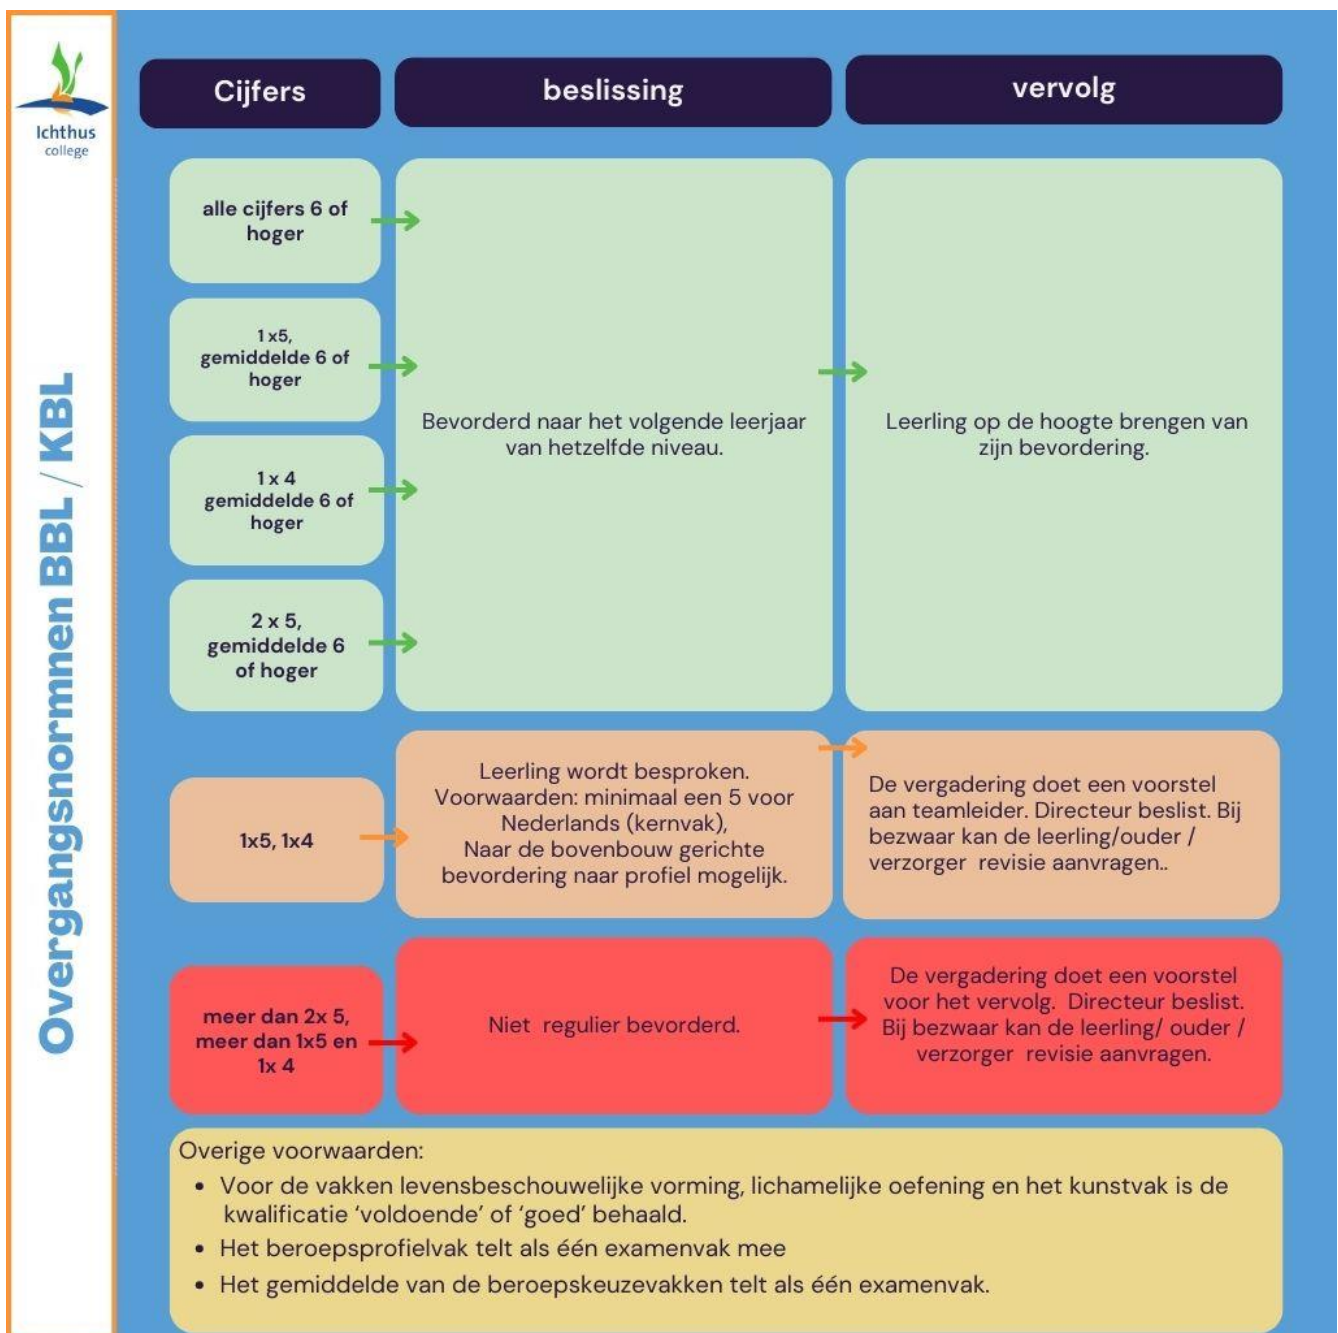 Ichthus
college
Overgangsnormnen BBL / KBL
Cijfers
beslissing
vervolg
alle cijfers 6 of
hoger
1 x5,
gemiddelde 6 of
hoger
1 x 4
gemiddelde 6 of
hoger
2 x 5,
gemiddelde 6
of hoger
Bevorderd naar het volgende leerjaar
van hetzelfde niveau.
Leerling op de hoogte brengen van
zijn bevordering.
1x5, 1x4
Leerling wordt besproken.
Voorwaarden: minimaal een 5 voor
Nederlands (kernvak),
Naar de bovenbouw gerichte
bevordering naar profiel mogelijk.
De vergadering doet een voorstel
aan teamleider. Directeur beslist. Bij
bezwaar kan de leerling/ouder /
verzorger revisie aanvragen..
meer dan 2x 5,
meer dan 1x5 en
1x 4
Niet regulier bevorderd.
De vergadering doet een voorstel
voor het vervolg. Directeur beslist.
Bij bezwaar kan de leerling/ ouder /
verzorger revisie aanvragen.
Overige voorwaarden:
• Voor de vakken levensbeschouwelijke vorming, lichamelijke oefening en het kunstvak is de
kwalificatie ‘voldoende’ of ‘goed’ behaald.
• Het beroepsprofielvak telt als één examenvak mee
• Het gemiddelde van de beroepskeuzevakken telt als één examenvak.